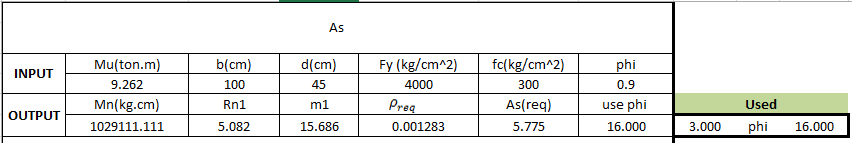 As
INPUT Mu(ton.m) b(cm) d(cm) Fy (kg/cm^2) fc(kg/cm^2) phi
9.262 100 45 4000 300 0.9
OUTPUT Mn(kg.cm) Rn1 m1 ρreq As(req) use phi Used
1029111.111 5.082 15.686 0.001283 5.775 16.000 3.000 phi 16.000